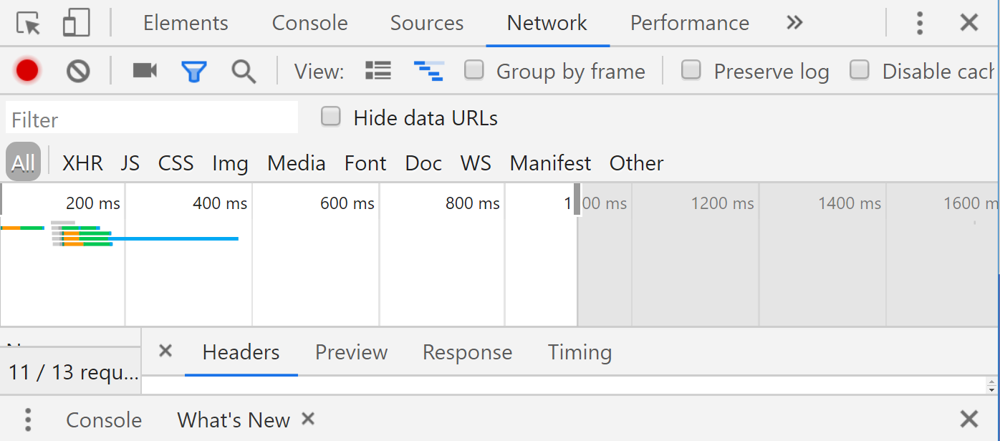 Elements Console Sources Network Performance »
View: Group by frame Preserve log Disable cach
Filter Hide data URLs
All XHR JS CSS Img Media Font Doc WS Manifest Other
200 ms 400 ms 600 ms 800 ms 1 00 ms 1200 ms 1400 ms 1600 m
× Headers Preview Response Timing
11 / 13 requ...
Console What's New ×